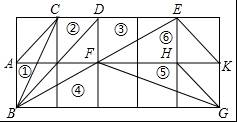 C D E
② ③ ⑥
A F H K
① ④ ⑤
B G